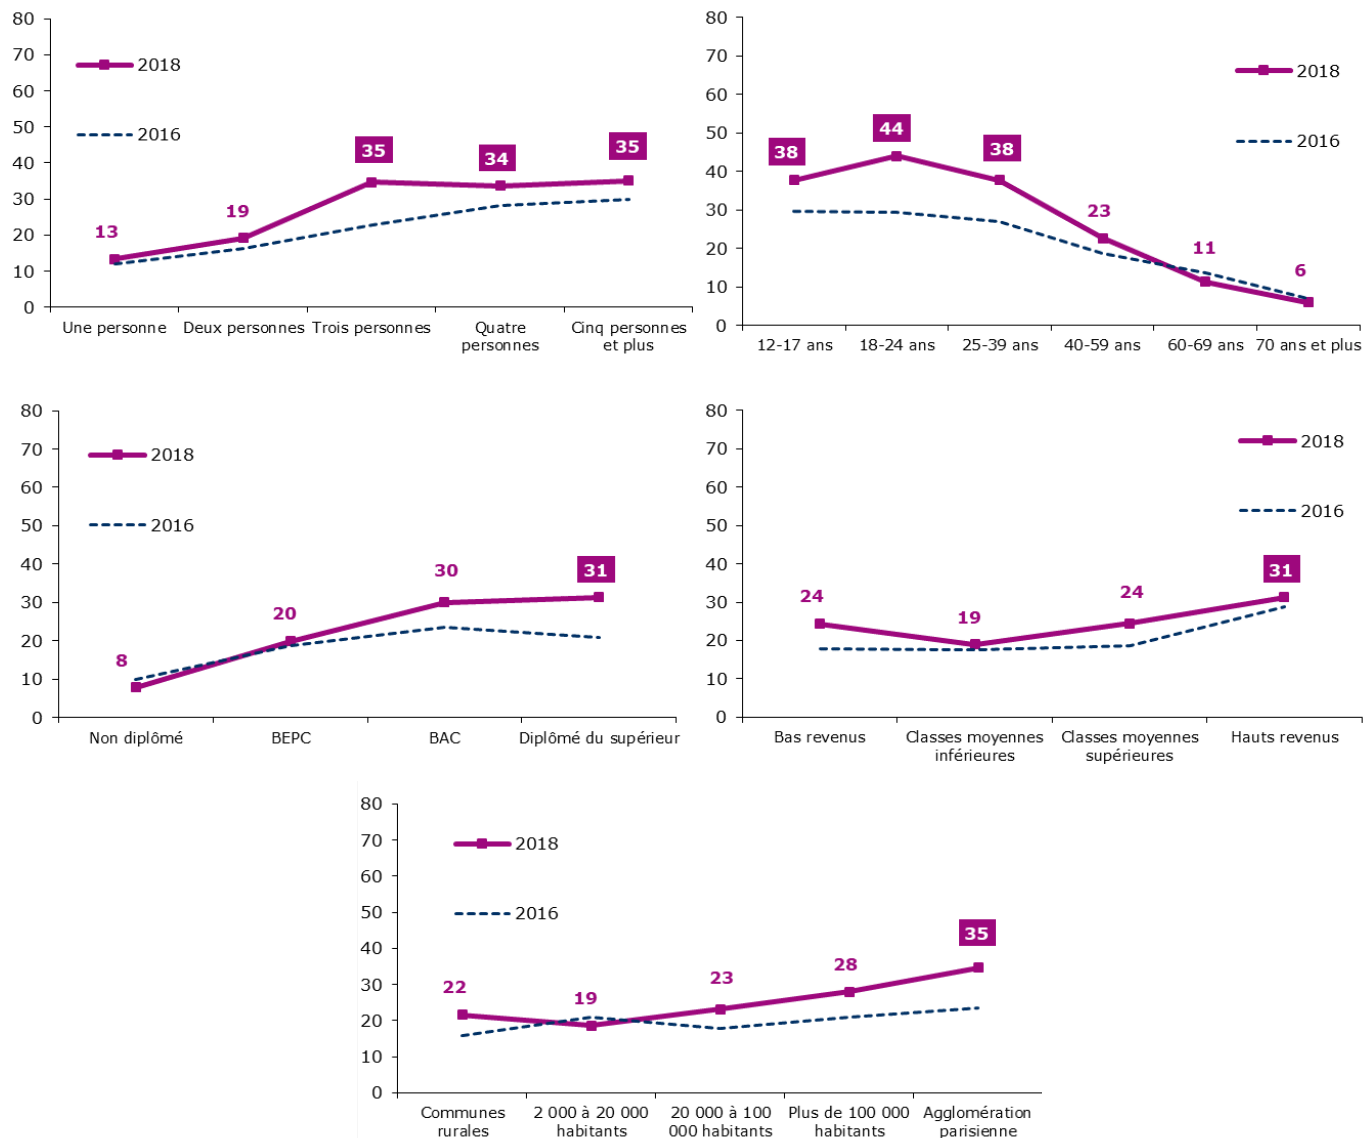 80
70
60
50
40
30
20
10
0
2018
2016
13
19
35
34
35
Une personne
Deux personnes
Trois personnes
Quatre
personnes
Cinq personnes
et plus
80
70
60
50
40
30
20
10
0
2018
2016
38
44
38
23
11
6
12-17 ans
18-24 ans
25-39 ans
40-59 ans
60-69 ans
70 ans et plus
80
70
60
50
40
30
20
10
0
2018
2016
8
20
30
31
Non diplômé
BEPC
BAC
Diplômé du supérieur
80
70
60
50
40
30
20
10
0
2018
2016
24
19
24
31
Bas revenus
Classes moyennes
inférieures
Classes moyennes
supérieures
Hauts revenus
80
70
60
50
40
30
20
10
0
2018
2016
22
19
23
28
35
Communes
rurales
2 000 à 20 000
habitants
20 000 à 100
000 habitants
Plus de 100 000
habitants
Agglomération
parisienne